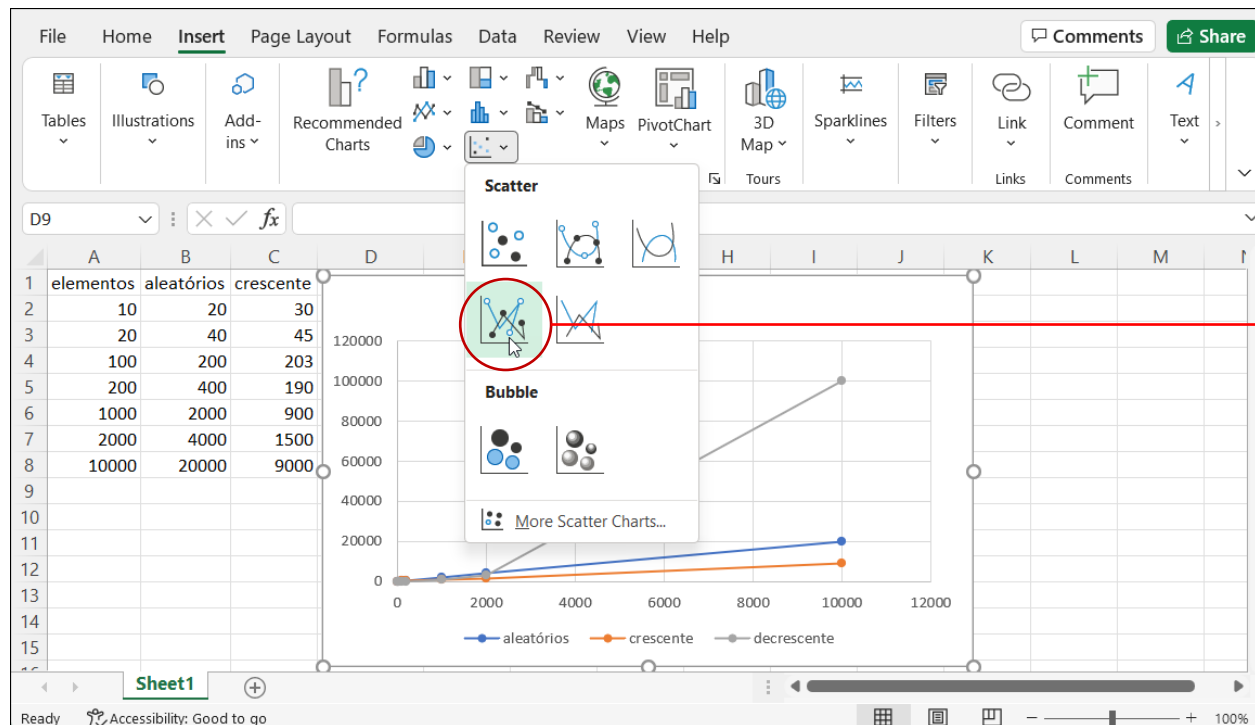 File Home Insert Page Layout Formulas Data Review View Help Comments Share
Tables Illustrations Add-ins Recommended Charts Maps PivotChart 3D Map Sparklines Filters Link Comment Text
Tours Links Comments
Scatter
Bubble
More Scatter Charts...
D9 fx
A B C D H I J K L M
1 elementos aleatórios crescente
2 10 20 30
3 20 40 45
4 100 200 203
5 200 400 190
6 1000 2000 900
7 2000 4000 1500
8 10000 20000 9000
9
10
11
12
13
14
15
120000
100000
80000
60000
40000
20000
0
0 2000 4000 6000 8000 10000 12000
aleatórios crescente decrescente
Sheet1
Ready Accessibility: Good to go 100%